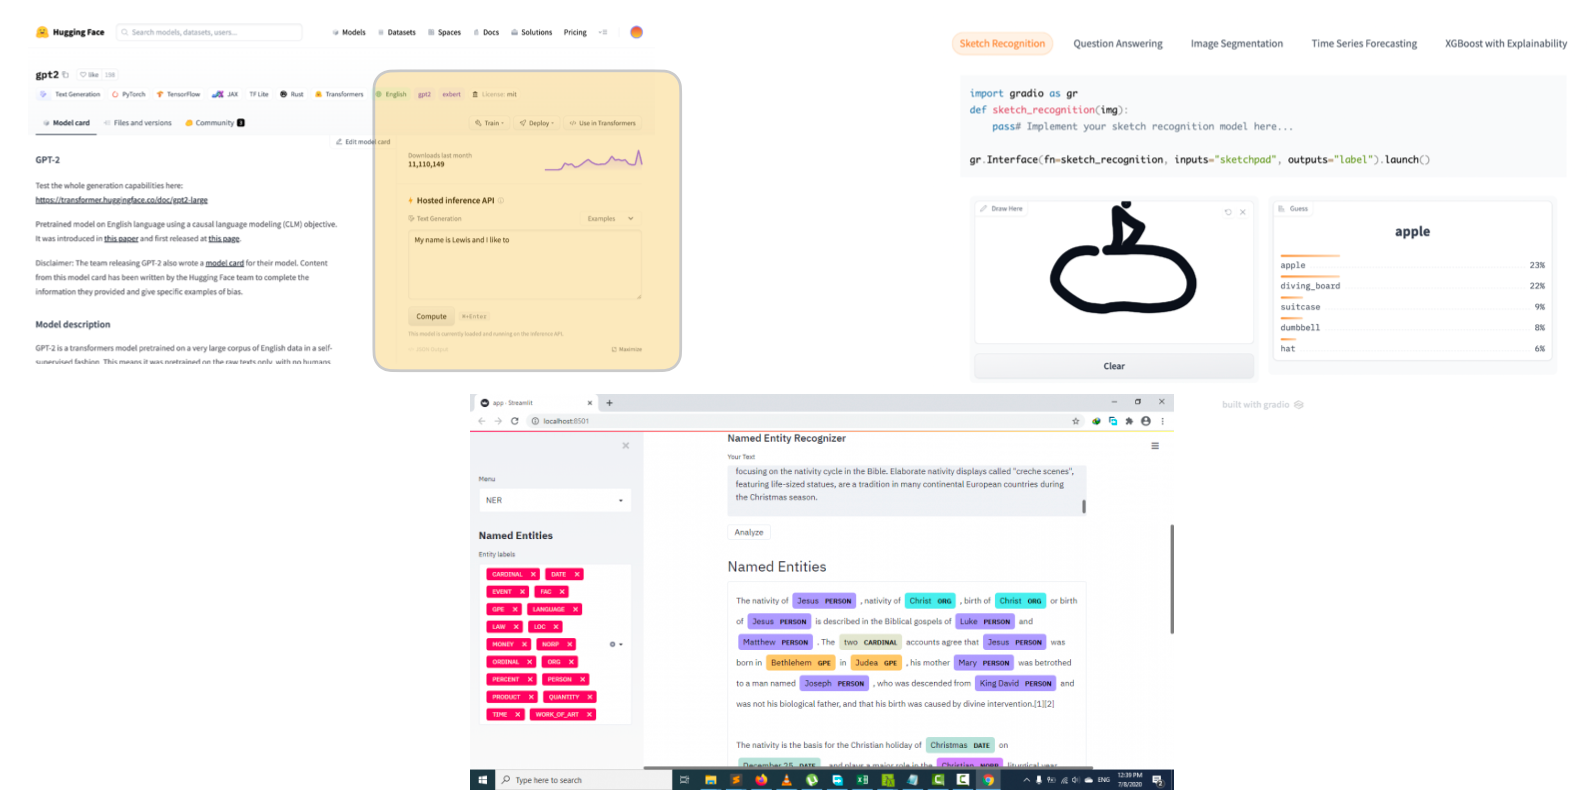 Hugging Face
Search models, datasets, users...
Models
Datasets
Spaces
Docs
Solutions
Pricing
gpt2
like 188
Text Generation
PyTorch
TensorFlow
JAX
TF Lite
Rust
Transformers
English
gpt2
exbert
License: mit
Model card
Files and versions
Community 3
Train
Deploy
Use in Transformers
Edit model card
GPT-2
Test the whole generation capabilities here:
https://transformer.huggingface.co/doc/gpt2-large
Pretrained model on English language using a causal language modeling (CLM) objective.
It was introduced in this paper and first released at this page.
Disclaimer: The team releasing GPT-2 also wrote a model card for their model. Content
from this model card has been written by the Hugging Face team to complete the
information they provided and give specific examples of bias.
Model description
GPT-2 is a transformers model pretrained on a very large corpus of English data in a self-
supervised fashion. This means it was pretrained on the raw texts only, with no humans
Downloads last month
11,110,149
Hosted inference API
Text Generation
Examples
My name is Lewis and I like to
Compute
⌘+Enter
This model is currently loaded and running on the Inference API.
JSON Output
Maximize
Sketch Recognition
Question Answering
Image Segmentation
Time Series Forecasting
XGBoost with Explainability
import gradio as gr
def sketch_recognition(img):
pass# Implement your sketch recognition model here...
gr.Interface(fn=sketch_recognition, inputs="sketchpad", outputs="label").launch()
Draw Here
Clear
Guess
apple
apple 23%
diving_board 22%
suitcase 9%
dumbbell 8%
hat 6%
built with gradio
app · Streamlit
localhost:8501
Menu
NER
Named Entities
Entity labels
CARDINAL
DATE
EVENT
FAC
GPE
LANGUAGE
LAW
LOC
MONEY
NORP
ORDINAL
ORG
PERCENT
PERSON
PRODUCT
QUANTITY
TIME
WORK_OF_ART
Named Entity Recognizer
Your Text
focusing on the nativity cycle in the Bible. Elaborate nativity displays called "creche scenes",
featuring life-sized statues, are a tradition in many continental European countries during
the Christmas season.
Analyze
Named Entities
The nativity of Jesus PERSON , nativity of Christ ORG , birth of Christ ORG or birth
of Jesus PERSON is described in the Biblical gospels of Luke PERSON and
Matthew PERSON . The two CARDINAL accounts agree that Jesus PERSON was
born in Bethlehem GPE in Judea GPE , his mother Mary PERSON was betrothed
to a man named Joseph PERSON , who was descended from King David PERSON and
was not his biological father, and that his birth was caused by divine intervention.[1][2]
The nativity is the basis for the Christian holiday of Christmas DATE on
December 25 DATE , and plays a major role in the Christian NORP liturgical year.
Type here to search
ENG
12:39 PM
7/8/2020